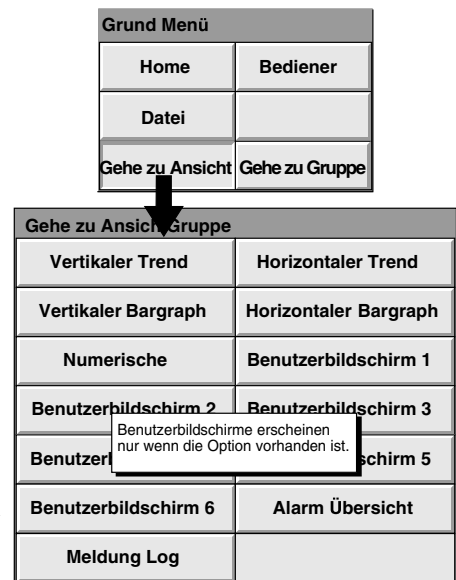 Grund Menü
Home Bediener
Datei
Gehe zu Ansicht Gehe zu Gruppe
Gehe zu Ansich Gruppe
Vertikaler Trend Horizontaler Trend
Vertikaler Bargraph Horizontaler Bargraph
Numerische Benutzerbildschirm 1
Benutzerbildschirm 2 Benutzerbildschirm 3
Benutzerbildschirme erscheinen
nur wenn die Option vorhanden ist.
schirm 5
Benutzerbildschirm 6 Alarm Übersicht
Meldung Log